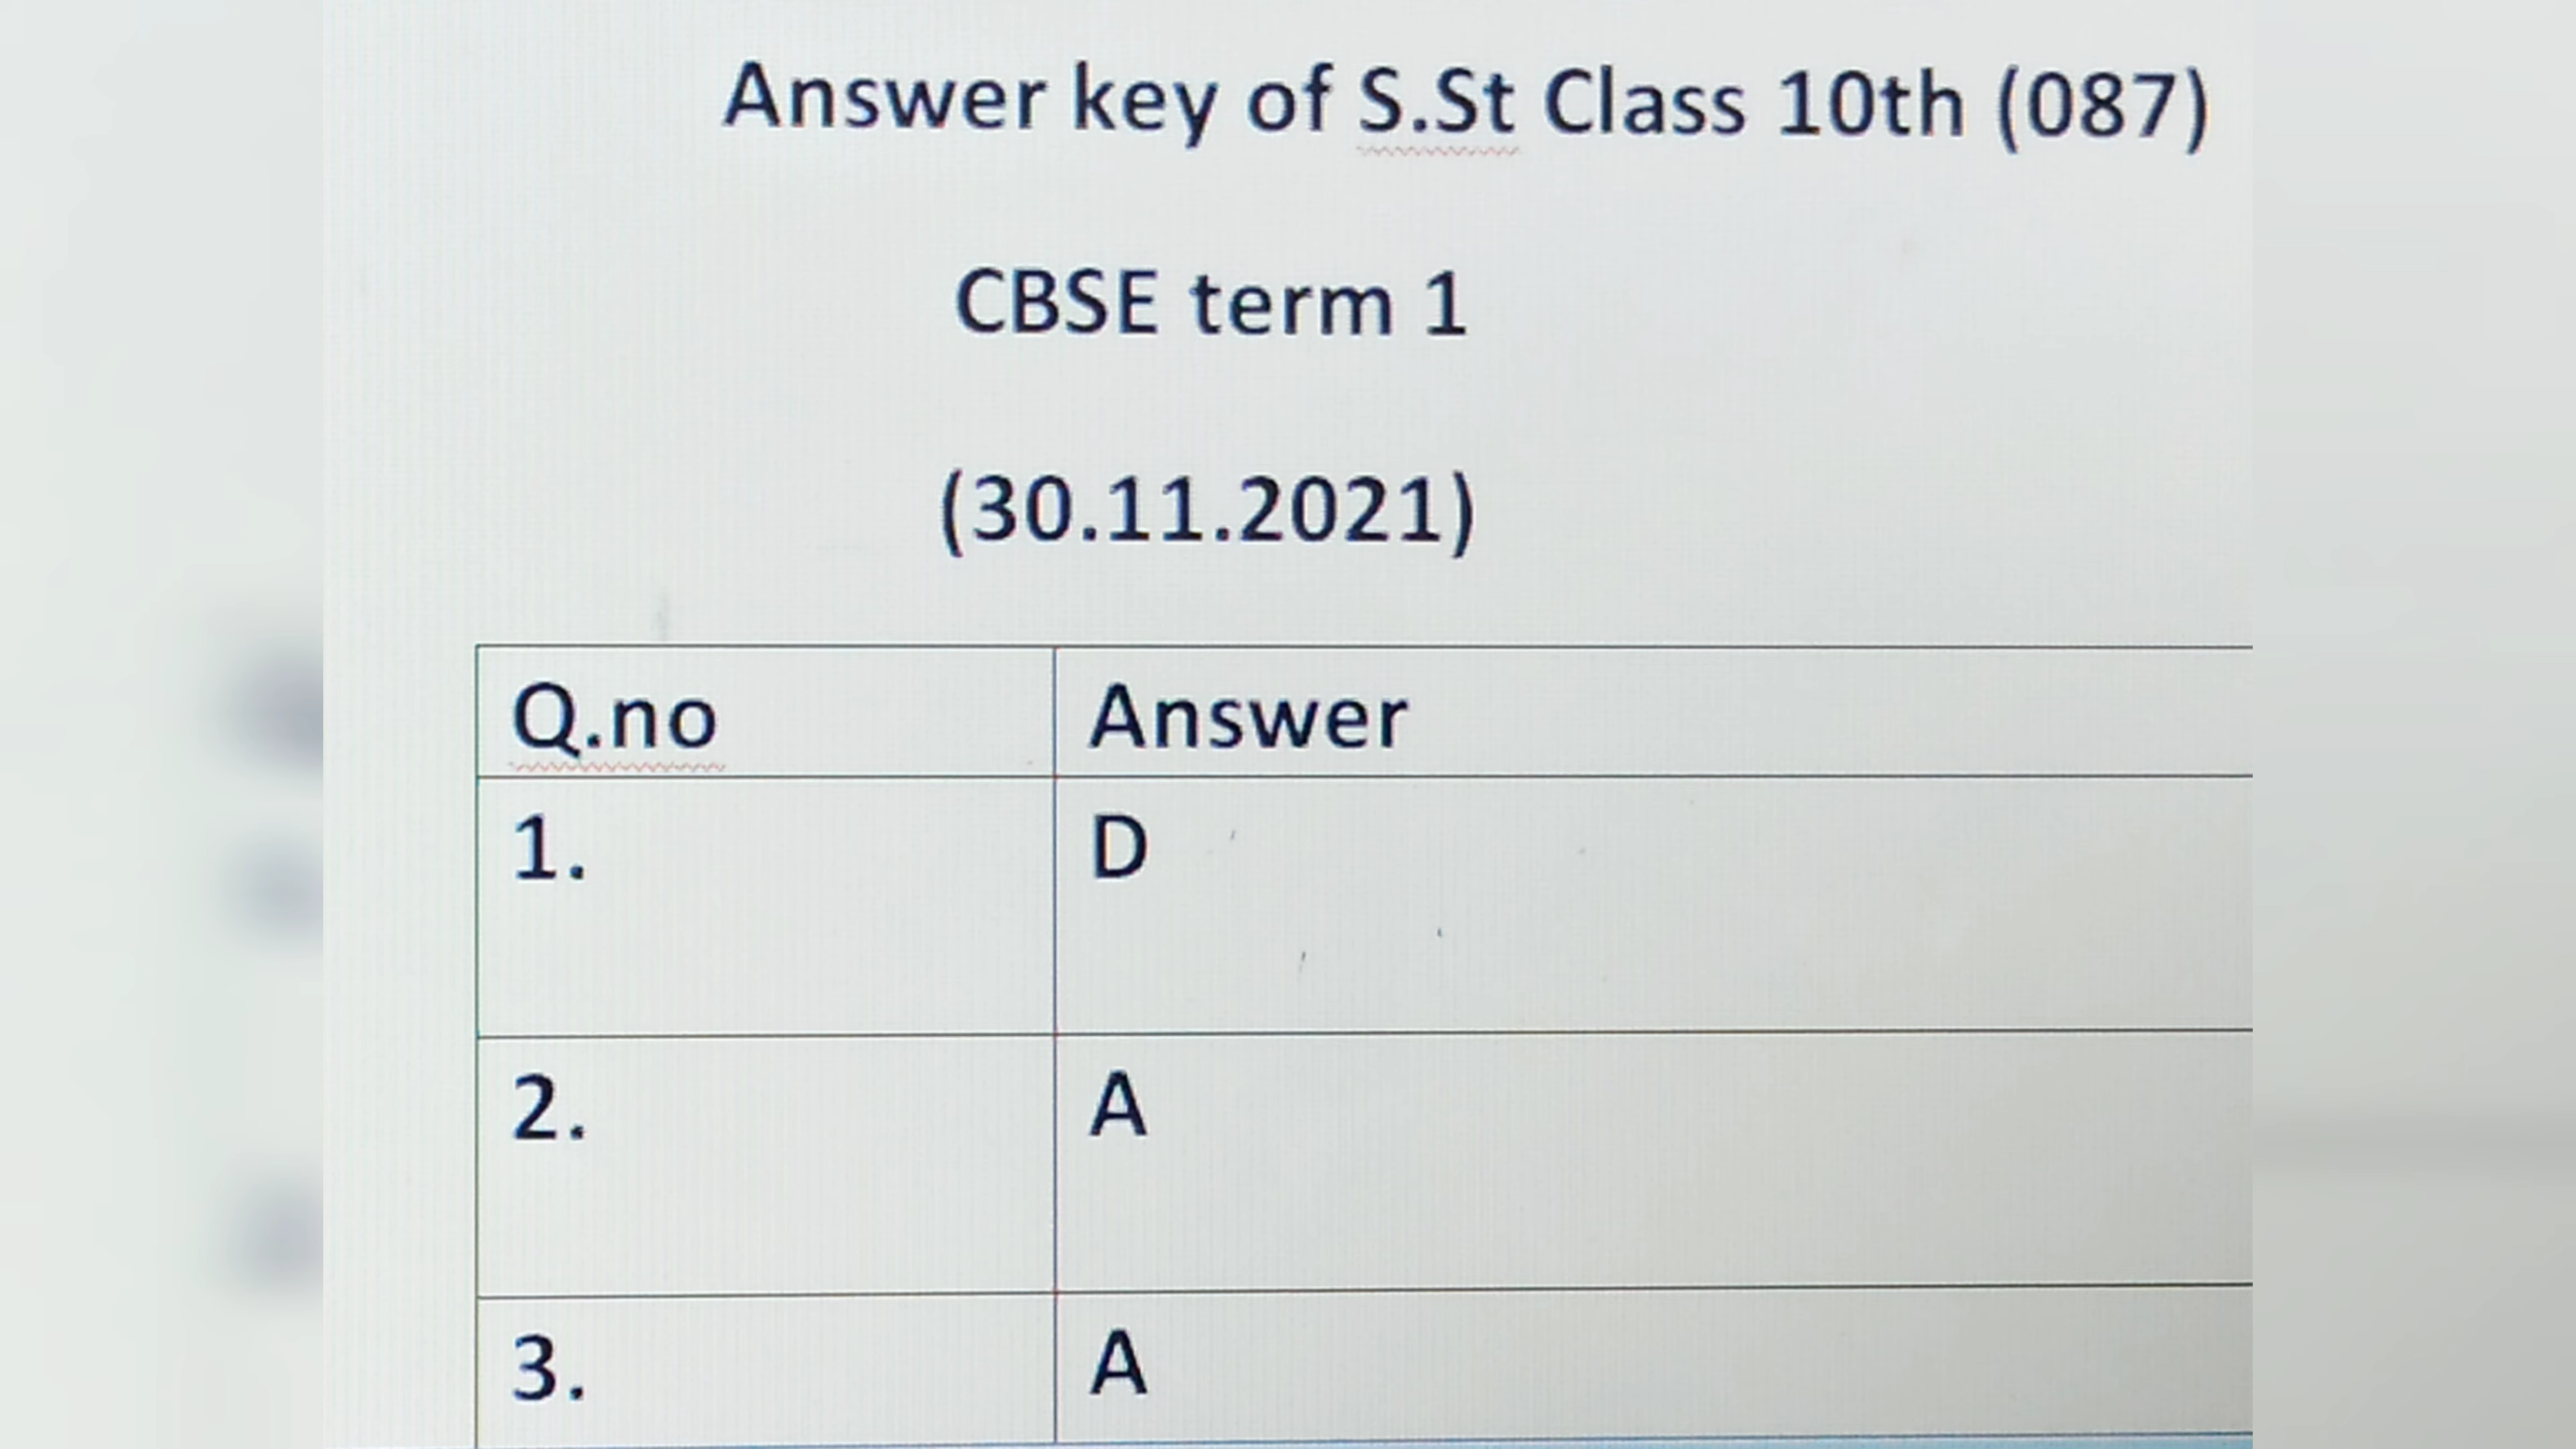 Answer key of S.St Class 10th (087)
CBSE term 1
(30.11.2021)
Q.no Answer
1. D
2. A
3. A